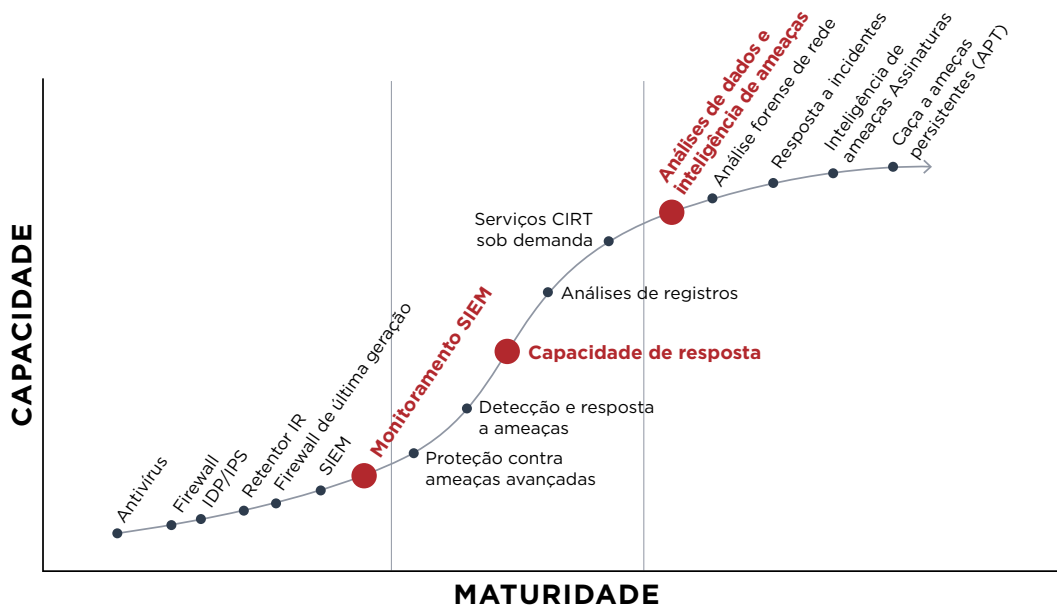 CAPACIDADE
Antivírus
Firewall
IDP/IPS
Retentor IR
Firewall de última geração
SIEM
Monitoramento SIEM
Proteção contra
ameaças avançadas
Detecção e resposta
a ameaças
Capacidade de resposta
Análises de registros
Serviços CIRT
sob demanda
Análises de dados e
inteligência de ameaças
Análise forense de rede
Resposta a incidentes
Inteligência de
ameaças Assinaturas
Caça a ameças
persistentes (APT)
MATURIDADE